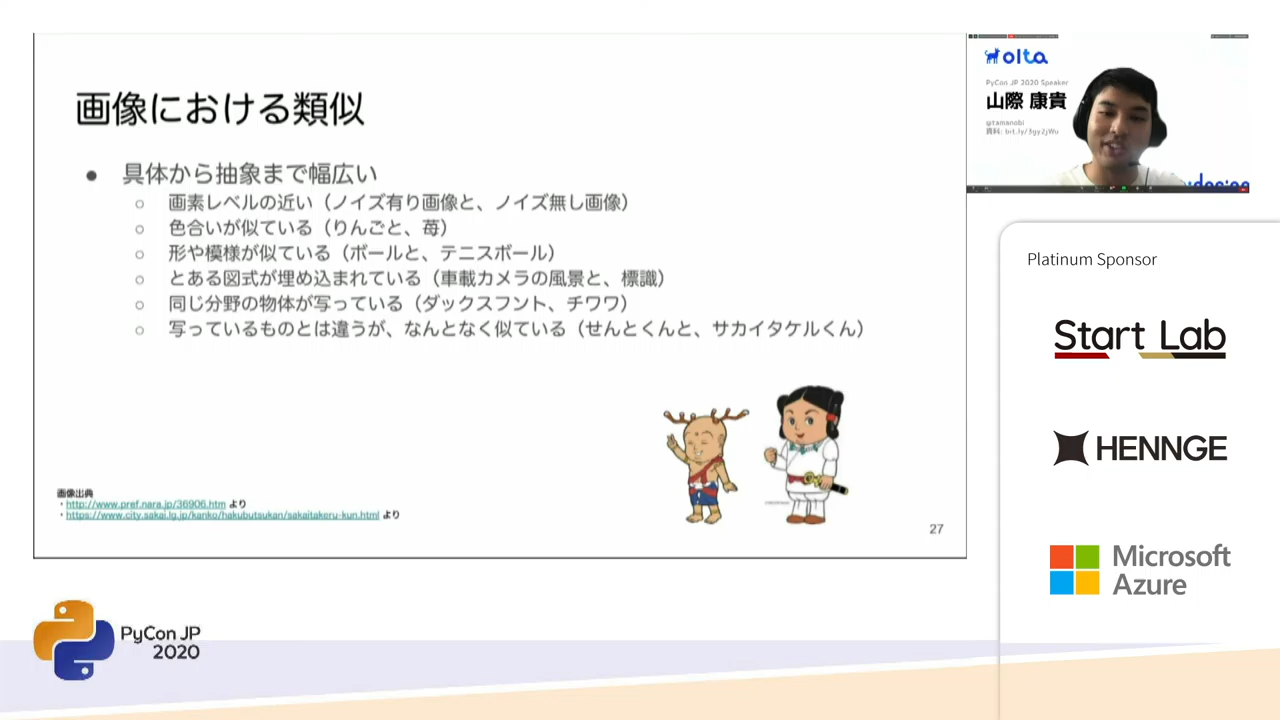 画像における類似
● 具体から抽象まで幅広い
○ 画素レベルの近い（ノイズ有り画像と、ノイズ無し画像）
○ 色合いが似ている（りんごと、苺）
○ 形や模様が似ている（ボールと、テニスボール）
○ とある図式が埋め込まれている（車載カメラの風景と、標識）
○ 同じ分野の物体が写っている（ダックスフント、チワワ）
○ 写っているものとは違うが、なんとなく似ている（せんとくんと、サカイタケルくん）
画像出典
・http://www.pref.nara.jp/36906.htm より
・https://www.city.sakai.lg.jp/kanko/hakubutsukan/sakaitakeru-kun.html より
27
olta
PyCon JP 2020 Speaker
山際 康貴
@tamanobi
資料: bit.ly/3gy2jWu
Platinum Sponsor
Start Lab
HENNGE
Microsoft
Azure
PyCon JP
2020